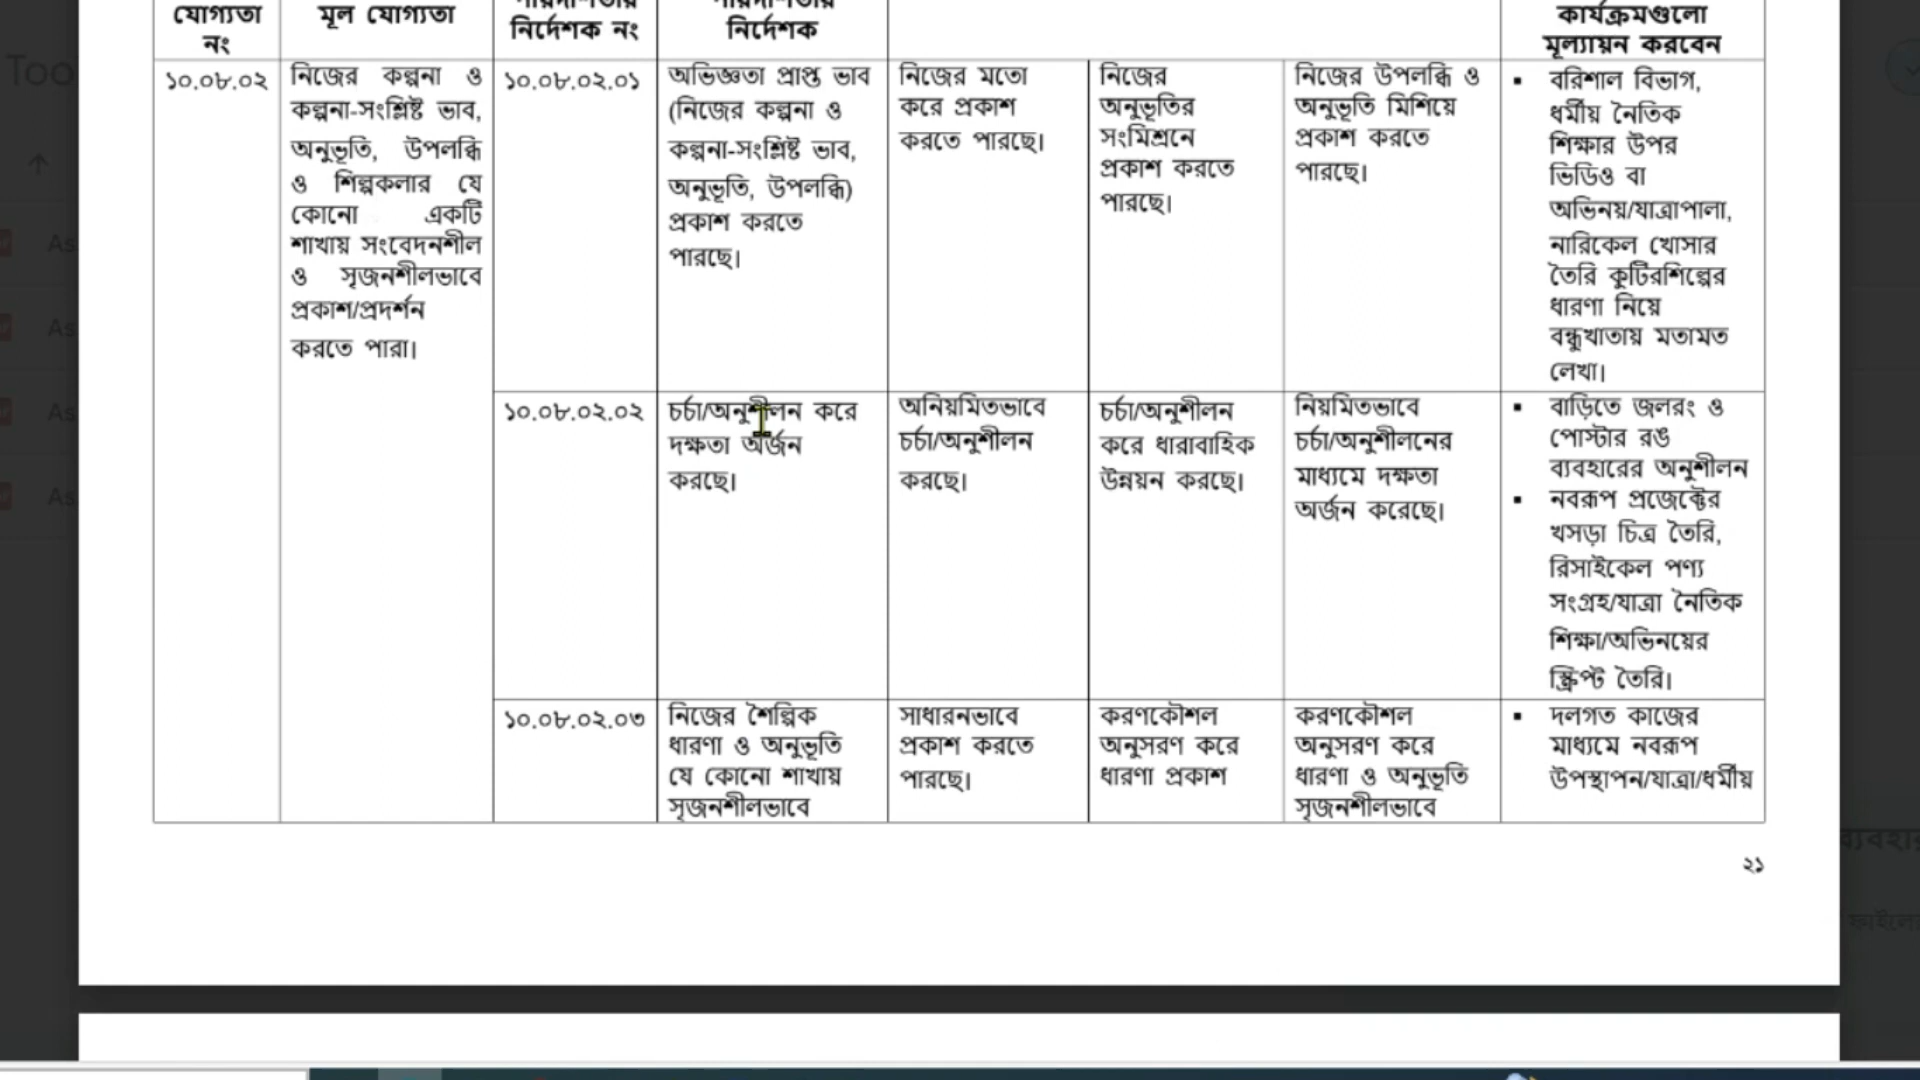 যোগ্যতা
নং
মূল যোগ্যতা
নির্দেশক নং
নির্দেশক
কার্যক্রমগুলো
মূল্যায়ন করবেন
১০.০৮.০২
নিজের কল্পনা ও
কল্পনা-সংশ্লিষ্ট ভাব,
অনুভূতি, উপলব্ধি
ও শিল্পকলার যে
কোনো একটি
শাখায় সংবেদনশীল
ও সৃজনশীলভাবে
প্রকাশ/প্রদর্শন
করতে পারা।
১০.০৮.০২.০১
অভিজ্ঞতা প্রাপ্ত ভাব
(নিজের কল্পনা ও
কল্পনা-সংশ্লিষ্ট ভাব,
অনুভূতি, উপলব্ধি)
প্রকাশ করতে
পারছে।
নিজের মতো
করে প্রকাশ
করতে পারছে।
নিজের
অনুভূতির
সংমিশ্রনে
প্রকাশ করতে
পারছে।
নিজের উপলব্ধি ও
অনুভূতি মিশিয়ে
প্রকাশ করতে
পারছে।
▪ বরিশাল বিভাগ,
ধর্মীয় নৈতিক
শিক্ষার উপর
ভিডিও বা
অভিনয়/যাত্রাপালা,
নারিকেল খোসার
তৈরি কুটিরশিল্পের
ধারণা নিয়ে
বন্ধুখাতায় মতামত
লেখা।
১০.০৮.০২.০২
চর্চা/অনুশীলন করে
দক্ষতা অর্জন
করছে।
অনিয়মিতভাবে
চর্চা/অনুশীলন
করছে।
চর্চা/অনুশীলন
করে ধারাবাহিক
উন্নয়ন করছে।
নিয়মিতভাবে
চর্চা/অনুশীলনের
মাধ্যমে দক্ষতা
অর্জন করেছে।
▪ বাড়িতে জলরং ও
পোস্টার রঙ
ব্যবহারের অনুশীলন
▪ নবরূপ প্রজেক্টের
খসড়া চিত্র তৈরি,
রিসাইকেল পণ্য
সংগ্রহ/যাত্রা নৈতিক
শিক্ষা/অভিনয়ের
স্ক্রিপ্ট তৈরি।
১০.০৮.০২.০৩
নিজের শৈল্পিক
ধারণা ও অনুভূতি
যে কোনো শাখায়
সৃজনশীলভাবে
সাধারনভাবে
প্রকাশ করতে
পারছে।
করণকৌশল
অনুসরণ করে
ধারণা প্রকাশ
করণকৌশল
অনুসরণ করে
ধারণা ও অনুভূতি
সৃজনশীলভাবে
▪ দলগত কাজের
মাধ্যমে নবরূপ
উপস্থাপন/যাত্রা/ধর্মীয়
২১
Too
As
As
As
As